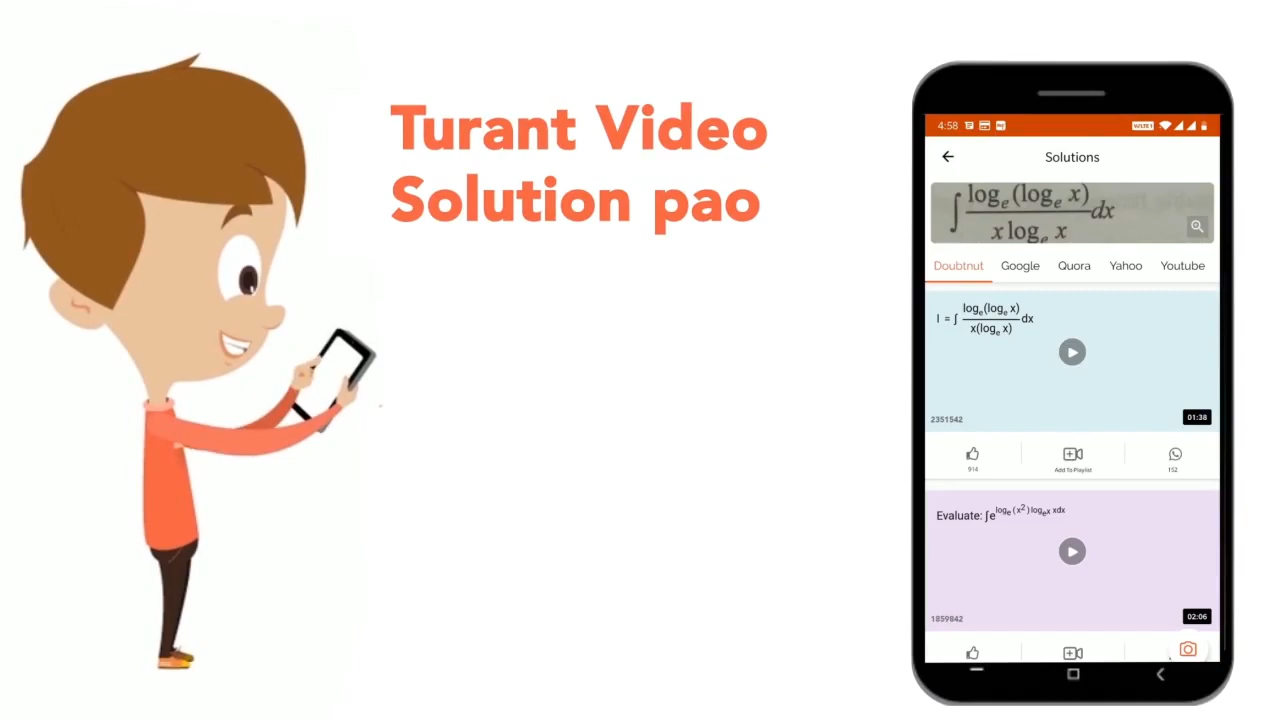 Turant Video
Solution pao
4:58
VoLTE1
Solutions
∫ logₑ(logₑ x) / x logₑ x dx
Doubtnut Google Quora Yahoo Youtube
I = ∫ logₑ(logₑ x) / x(logₑ x) dx
2351542 01:38
914 Add To Playlist 152
Evaluate: ∫e^logₑ(x²)logₑx xdx
1859842 02:06